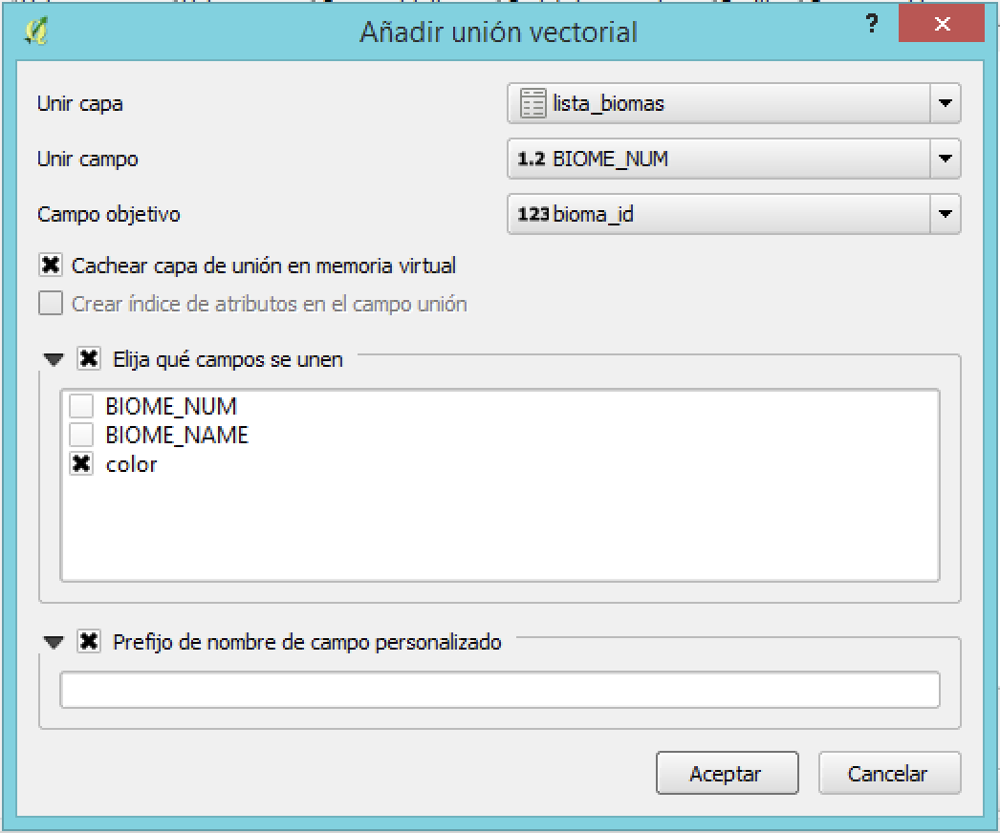 Añadir unión vectorial
?
Unir capa
lista_biomas
Unir campo
1.2 BIOME_NUM
Campo objetivo
123 bioma_id
Cachear capa de unión en memoria virtual
Crear índice de atributos en el campo unión
Elija qué campos se unen
BIOME_NUM
BIOME_NAME
color
Prefijo de nombre de campo personalizado
Aceptar
Cancelar